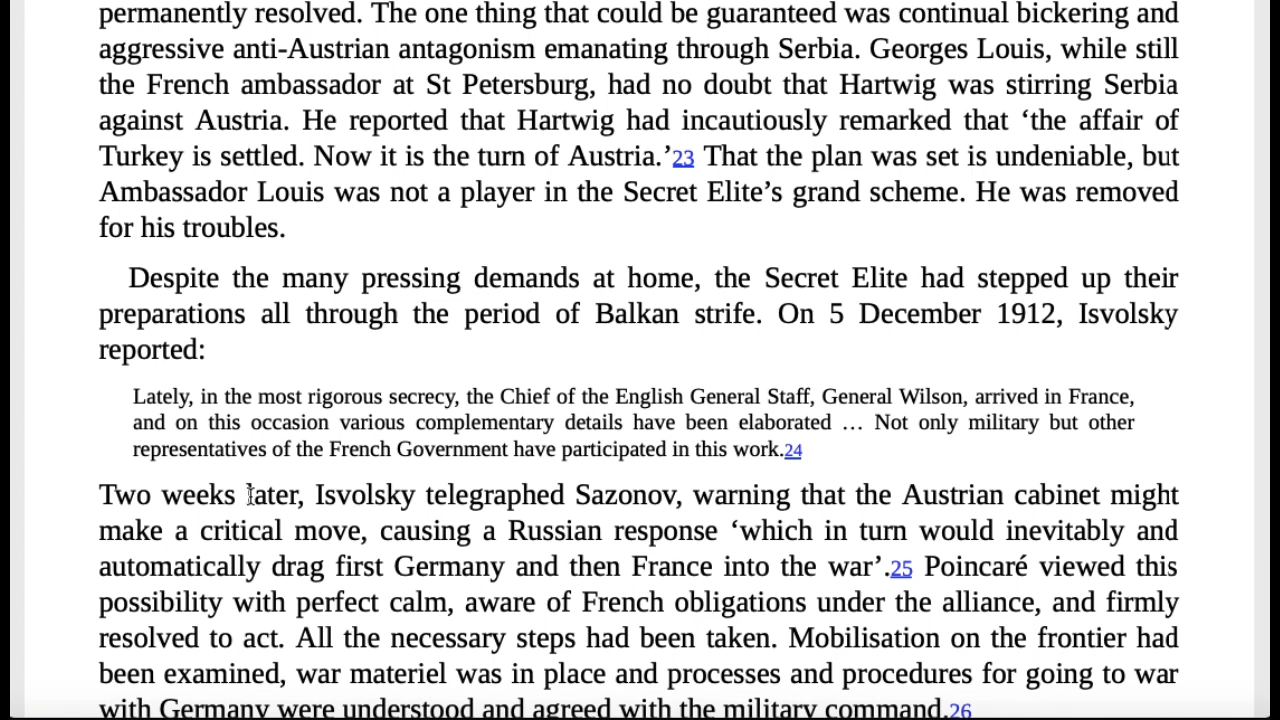 permanently resolved. The one thing that could be guaranteed was continual bickering and
aggressive anti-Austrian antagonism emanating through Serbia. Georges Louis, while still
the French ambassador at St Petersburg, had no doubt that Hartwig was stirring Serbia
against Austria. He reported that Hartwig had incautiously remarked that ‘the affair of
Turkey is settled. Now it is the turn of Austria.’23 That the plan was set is undeniable, but
Ambassador Louis was not a player in the Secret Elite’s grand scheme. He was removed
for his troubles.
Despite the many pressing demands at home, the Secret Elite had stepped up their
preparations all through the period of Balkan strife. On 5 December 1912, Isvolsky
reported:
Lately, in the most rigorous secrecy, the Chief of the English General Staff, General Wilson, arrived in France,
and on this occasion various complementary details have been elaborated … Not only military but other
representatives of the French Government have participated in this work.24
Two weeks later, Isvolsky telegraphed Sazonov, warning that the Austrian cabinet might
make a critical move, causing a Russian response ‘which in turn would inevitably and
automatically drag first Germany and then France into the war’.25 Poincaré viewed this
possibility with perfect calm, aware of French obligations under the alliance, and firmly
resolved to act. All the necessary steps had been taken. Mobilisation on the frontier had
been examined, war materiel was in place and processes and procedures for going to war
with Germany were understood and agreed with the military command.26